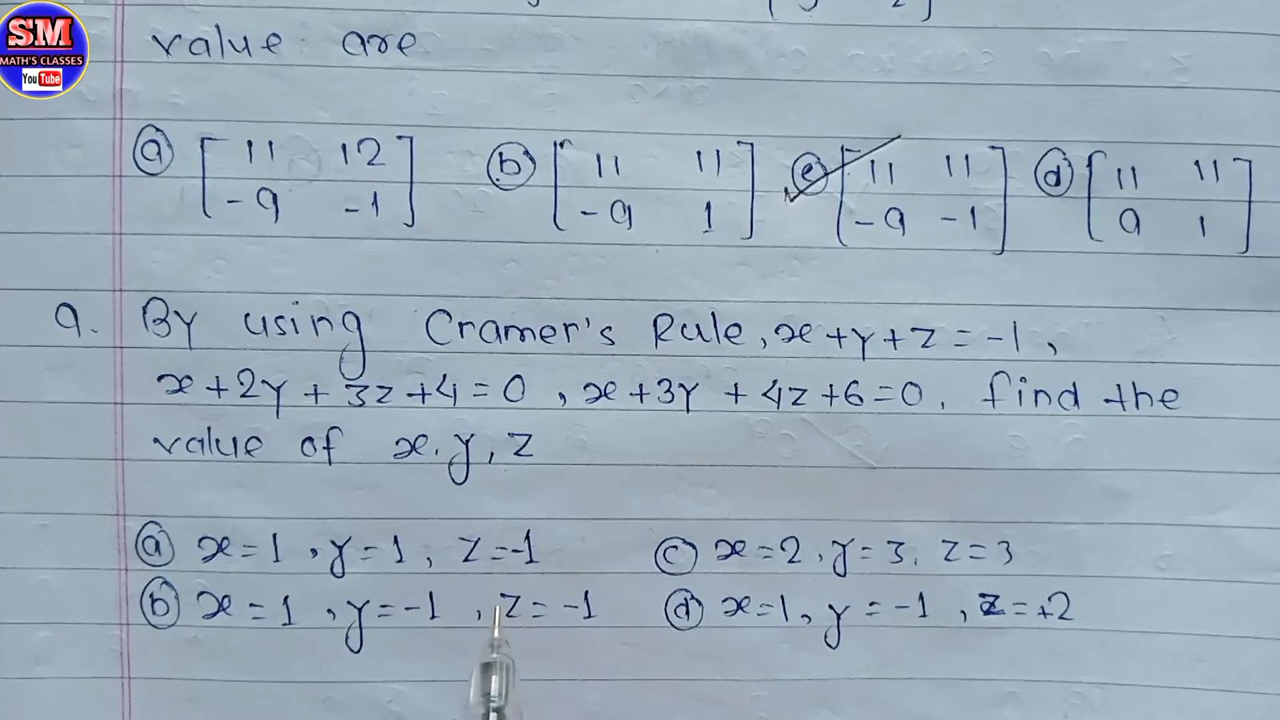 SM
MATH'S CLASSES
You Tube
value are
(a) [ 11 12
-9 -1 ] (b) [ 11 11
-9 1 ] (c) [ 11 11
-9 -1 ] (d) [ 11 11
9 1 ]
9. By using Cramer's Rule, x+y+z=-1,
x+2y+3z+4=0, x+3y+4z+6=0, find the
value of x.y,z
(a) x=1, y=1, z=-1 (c) x=2, y=3, z=3
(b) x=1, y=-1, z=-1 (d) x=1, y=-1, z=+2